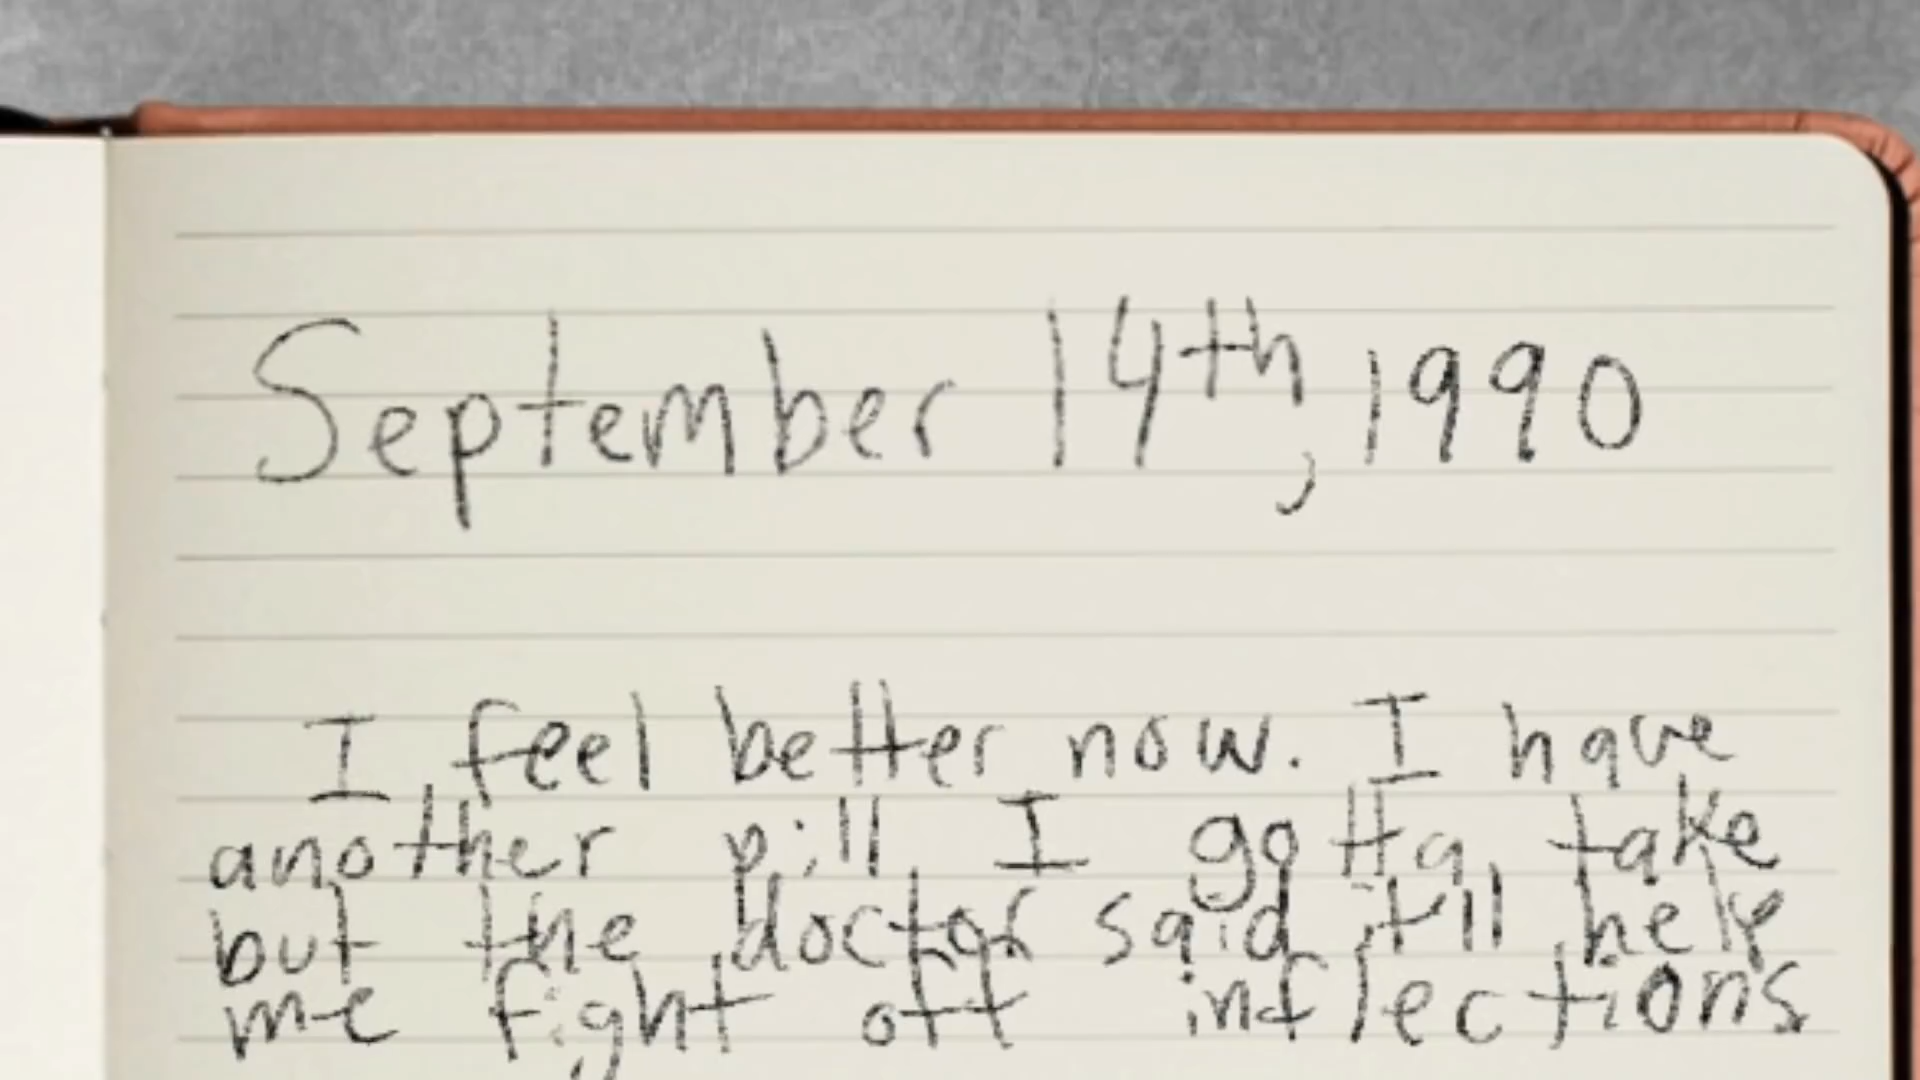 September 14th, 1990
I feel better now. I have
another pill I gotta take
but the doctor said it'll help
me fight off inflections